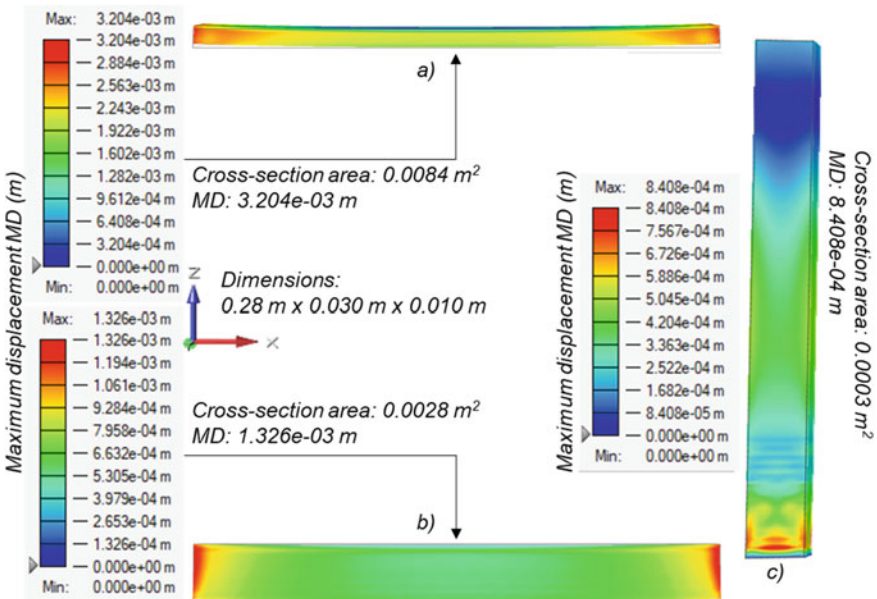 Max: 3.204e-03 m
3.204e-03 m
2.884e-03 m
2.563e-03 m
2.243e-03 m
1.922e-03 m
1.602e-03 m
1.282e-03 m
9.612e-04 m
6.408e-04 m
3.204e-04 m
0.000e+00 m
Min: 0.000e+00 m
Maximum displacement MD (m)
a)
Cross-section area: 0.0084 m²
MD: 3.204e-03 m
Z
X
Dimensions:
0.28 m x 0.030 m x 0.010 m
Max: 1.326e-03 m
1.326e-03 m
1.194e-03 m
1.061e-03 m
9.284e-04 m
7.958e-04 m
6.632e-04 m
5.305e-04 m
3.979e-04 m
2.653e-04 m
1.326e-04 m
0.000e+00 m
Min: 0.000e+00 m
Cross-section area: 0.0028 m²
MD: 1.326e-03 m
b)
Maximum displacement MD (m)
Max: 8.408e-04 m
8.408e-04 m
7.567e-04 m
6.726e-04 m
5.886e-04 m
5.045e-04 m
4.204e-04 m
3.363e-04 m
2.522e-04 m
1.682e-04 m
8.408e-05 m
0.000e+00 m
Min: 0.000e+00 m
Cross-section area: 0.0003 m²
MD: 8.408e-04 m
c)